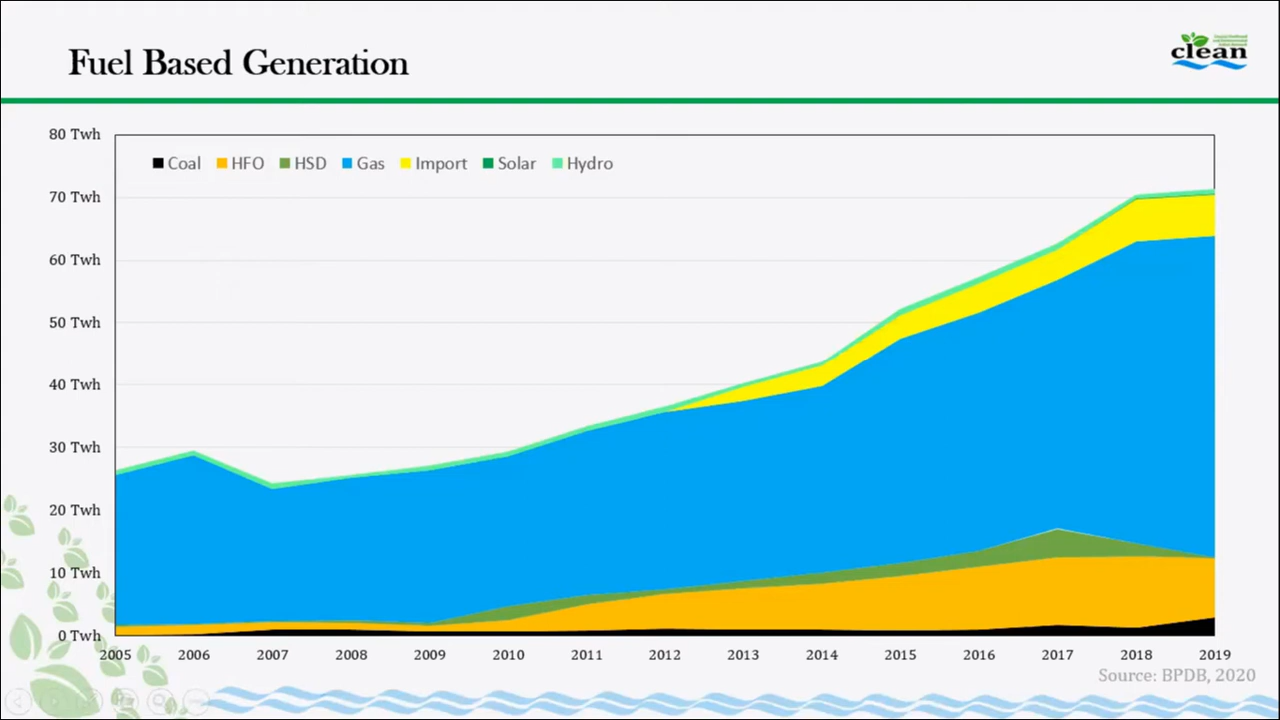 Fuel Based Generation
clean
80 Twh
Coal HFO HSD Gas Import Solar Hydro
70 Twh
60 Twh
50 Twh
40 Twh
30 Twh
20 Twh
10 Twh
0 Twh
2005 2006 2007 2008 2009 2010 2011 2012 2013 2014 2015 2016 2017 2018 2019
Source: BPDB, 2020